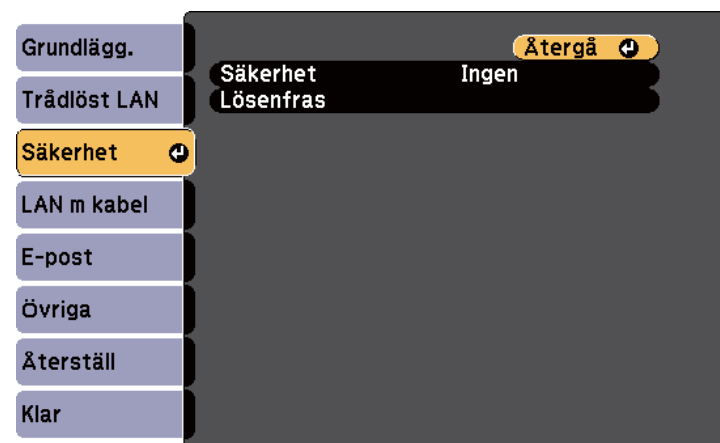 Grundlägg.
Trådlöst LAN
Säkerhet
LAN m kabel
E-post
Övriga
Återställ
Klar
Återgå
Säkerhet Ingen
Lösenfras